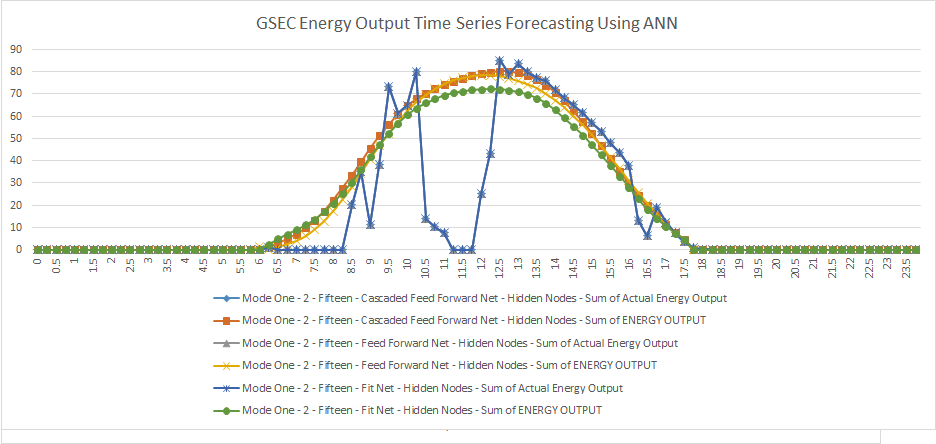 GSEC Energy Output Time Series Forecasting Using ANN
90
80
70
60
50
40
30
20
10
0
0 0.5 1 1.5 2 2.5 3 3.5 4 4.5 5 5.5 6 6.5 7 7.5 8 8.5 9 9.5 10 10.5 11 11.5 12 12.5 13 13.5 14 14.5 15 15.5 16 16.5 17 17.5 18 18.5 19 19.5 20 20.5 21 21.5 22 22.5 23 23.5
Mode One - 2 - Fifteen - Cascaded Feed Forward Net - Hidden Nodes - Sum of Actual Energy Output
Mode One - 2 - Fifteen - Cascaded Feed Forward Net - Hidden Nodes - Sum of ENERGY OUTPUT
Mode One - 2 - Fifteen - Feed Forward Net - Hidden Nodes - Sum of Actual Energy Output
Mode One - 2 - Fifteen - Feed Forward Net - Hidden Nodes - Sum of ENERGY OUTPUT
Mode One - 2 - Fifteen - Fit Net - Hidden Nodes - Sum of Actual Energy Output
Mode One - 2 - Fifteen - Fit Net - Hidden Nodes - Sum of ENERGY OUTPUT